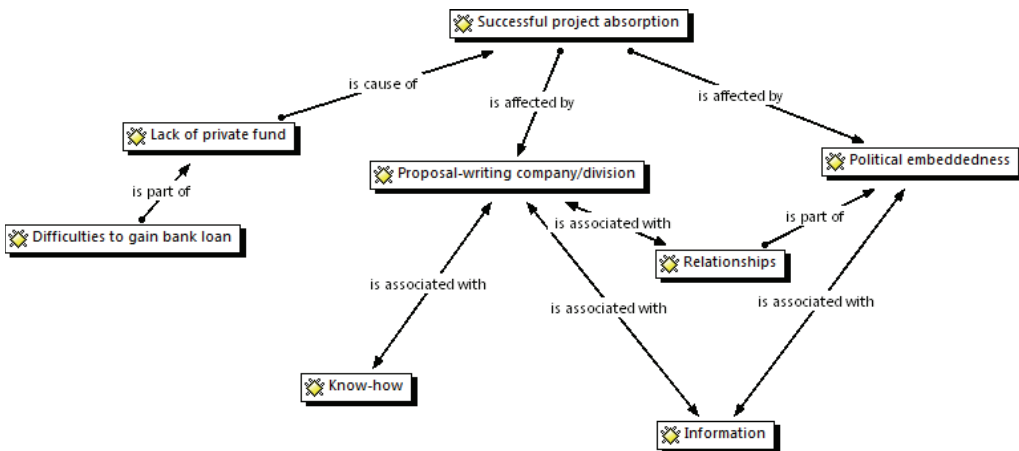 Successful project absorption
is cause of
is affected by
is affected by
Lack of private fund
Proposal-writing company/division
Political embeddedness
is part of
is associated with
is part of
Difficulties to gain bank loan
Relationships
is associated with
is associated with
is associated with
Know-how
Information